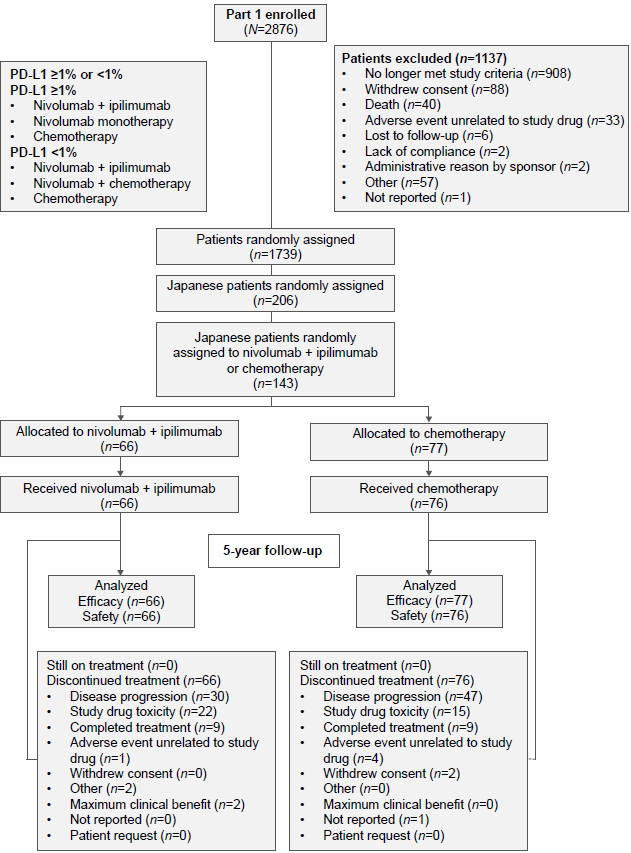 Part 1 enrolled
(N=2876)
PD-L1 ≥1% or <1%
PD-L1 ≥1%
• Nivolumab + ipilimumab
• Nivolumab monotherapy
• Chemotherapy
PD-L1 <1%
• Nivolumab + ipilimumab
• Nivolumab + chemotherapy
• Chemotherapy
Patients excluded (n=1137)
• No longer met study criteria (n=908)
• Withdrew consent (n=88)
• Death (n=40)
• Adverse event unrelated to study drug (n=33)
• Lost to follow-up (n=6)
• Lack of compliance (n=2)
• Administrative reason by sponsor (n=2)
• Other (n=57)
• Not reported (n=1)
Patients randomly assigned
(n=1739)
Japanese patients randomly assigned
(n=206)
Japanese patients randomly
assigned to nivolumab + ipilimumab
or chemotherapy
(n=143)
Allocated to nivolumab + ipilimumab
(n=66)
Allocated to chemotherapy
(n=77)
Received nivolumab + ipilimumab
(n=66)
Received chemotherapy
(n=76)
5-year follow-up
Analyzed
Efficacy (n=66)
Safety (n=66)
Analyzed
Efficacy (n=77)
Safety (n=76)
Still on treatment (n=0)
Discontinued treatment (n=66)
• Disease progression (n=30)
• Study drug toxicity (n=22)
• Completed treatment (n=9)
• Adverse event unrelated to study
drug (n=1)
• Withdrew consent (n=0)
• Other (n=2)
• Maximum clinical benefit (n=2)
• Not reported (n=0)
• Patient request (n=0)
Still on treatment (n=0)
Discontinued treatment (n=76)
• Disease progression (n=47)
• Study drug toxicity (n=15)
• Completed treatment (n=9)
• Adverse event unrelated to study
drug (n=4)
• Withdrew consent (n=2)
• Other (n=0)
• Maximum clinical benefit (n=0)
• Not reported (n=1)
• Patient request (n=0)